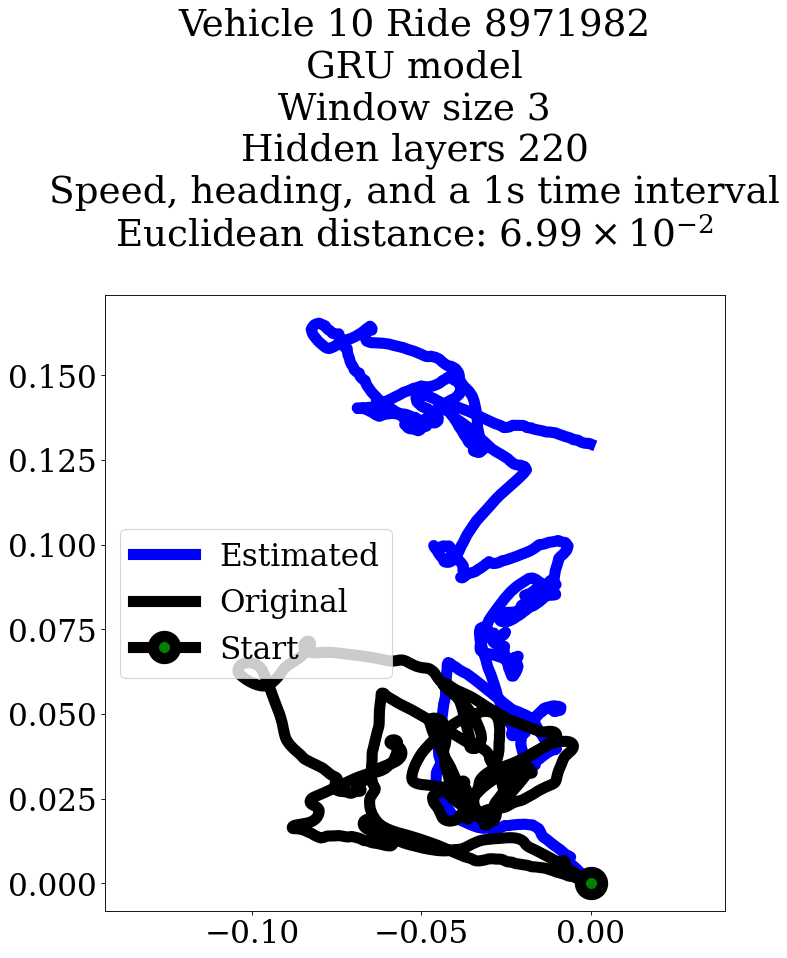 Vehicle 10 Ride 8971982
GRU model
Window size 3
Hidden layers 220
Speed, heading, and a 1s time interval
Euclidean distance: 6.99 × 10⁻²
0.150
0.125
0.100
0.075
0.050
0.025
0.000
Estimated
Original
Start
−0.10
−0.05
0.00